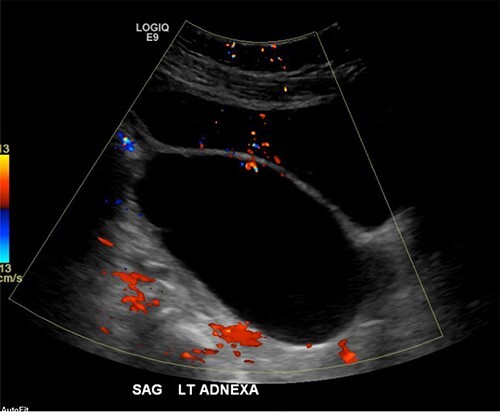 LOGIQ
E9
13
13
cm/s
SAG LT ADNEXA
AutoFit